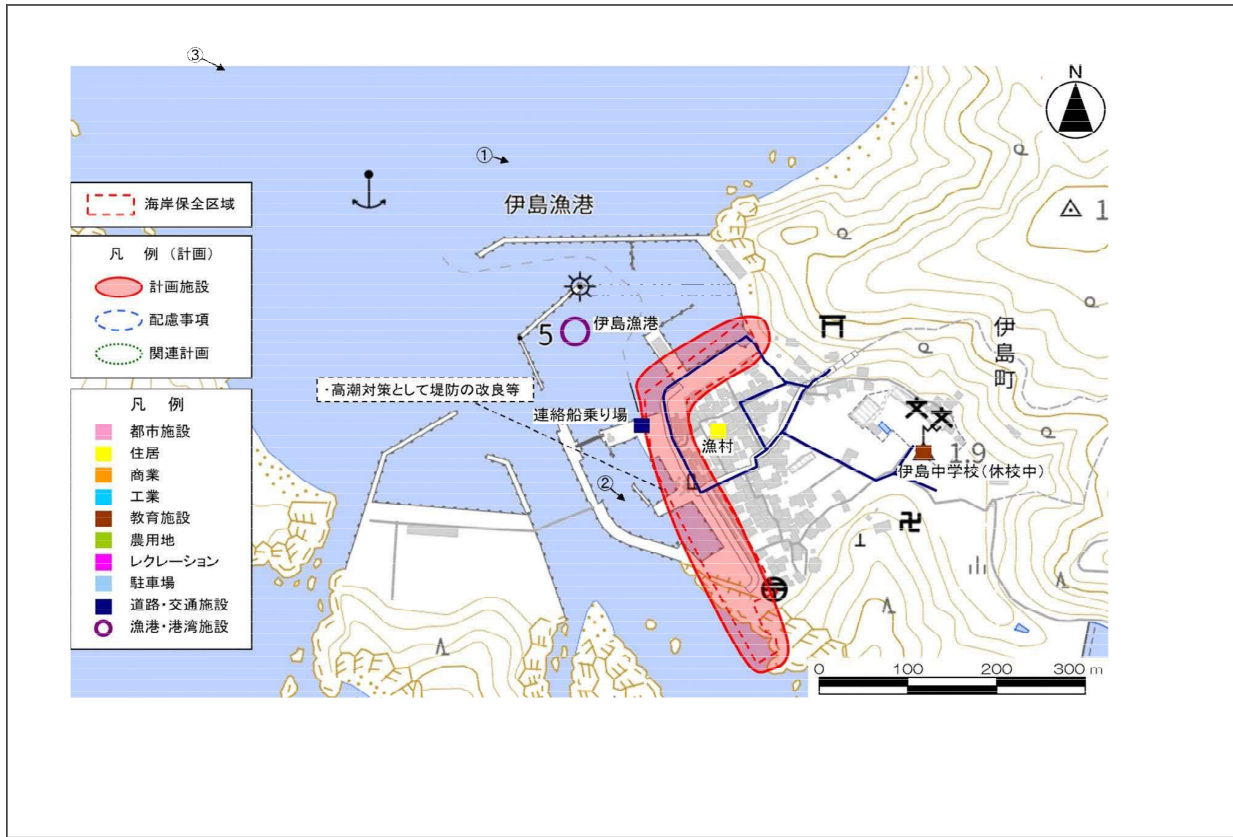 ③
N
①
伊島漁港
1
海岸保全区域
凡 例 (計画)
計画施設
配慮事項
関連計画
5
伊島漁港
伊島町
・高潮対策として堤防の改良等
連絡船乗り場
漁村
1.9
伊島中学校(休校中)
②
凡 例
都市施設
住居
商業
工業
教育施設
農用地
レクレーション
駐車場
道路・交通施設
漁港・港湾施設
0 100 200 300 m